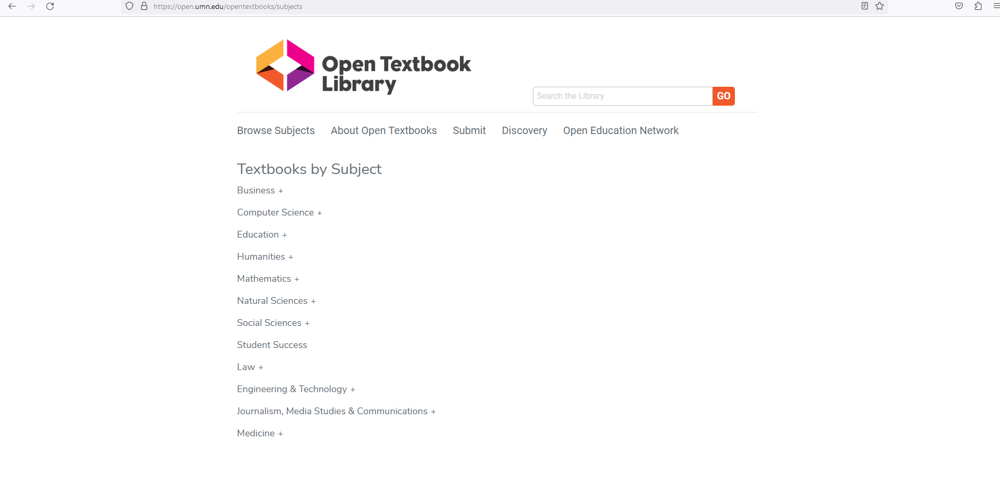 https://open.umn.edu/opentextbooks/subjects
Open Textbook
Library
Search the Library
GO
Browse Subjects About Open Textbooks Submit Discovery Open Education Network
Textbooks by Subject
Business +
Computer Science +
Education +
Humanities +
Mathematics +
Natural Sciences +
Social Sciences +
Student Success
Law +
Engineering & Technology +
Journalism, Media Studies & Communications +
Medicine +